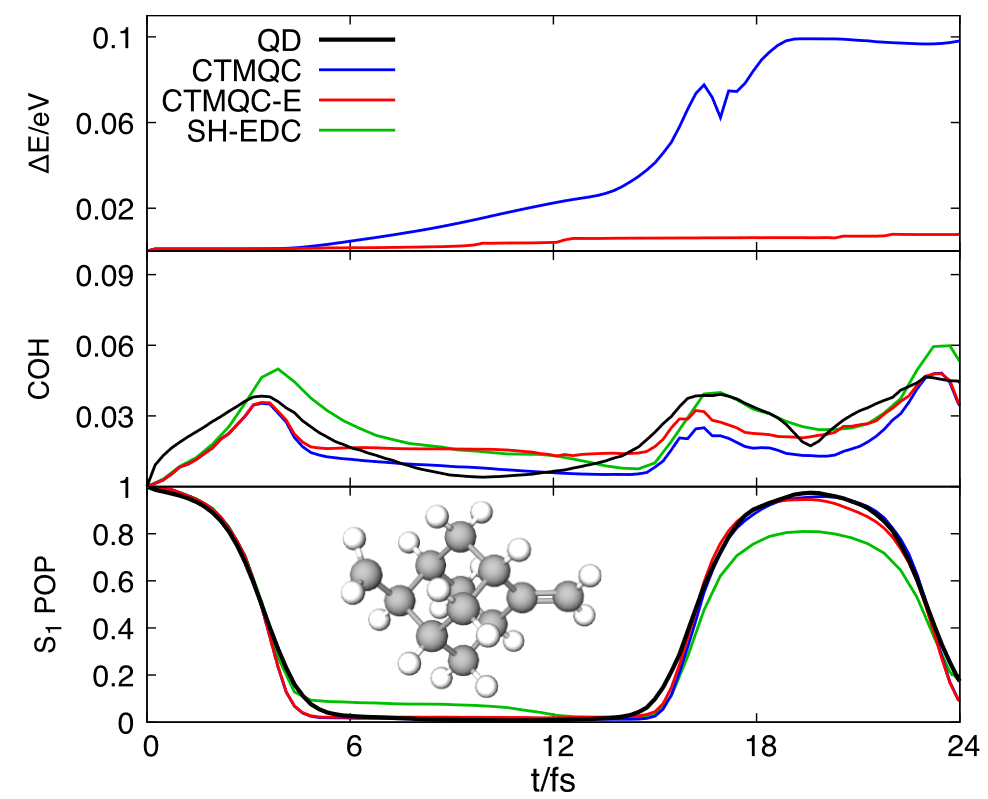 0.1
0.06
0.02
ΔE/eV
QD
CTMQC
CTMQC-E
SH-EDC
0.09
0.06
0.03
COH
1
0.8
0.6
0.4
0.2
0
S1 POP
0 6 12 18 24
t/fs